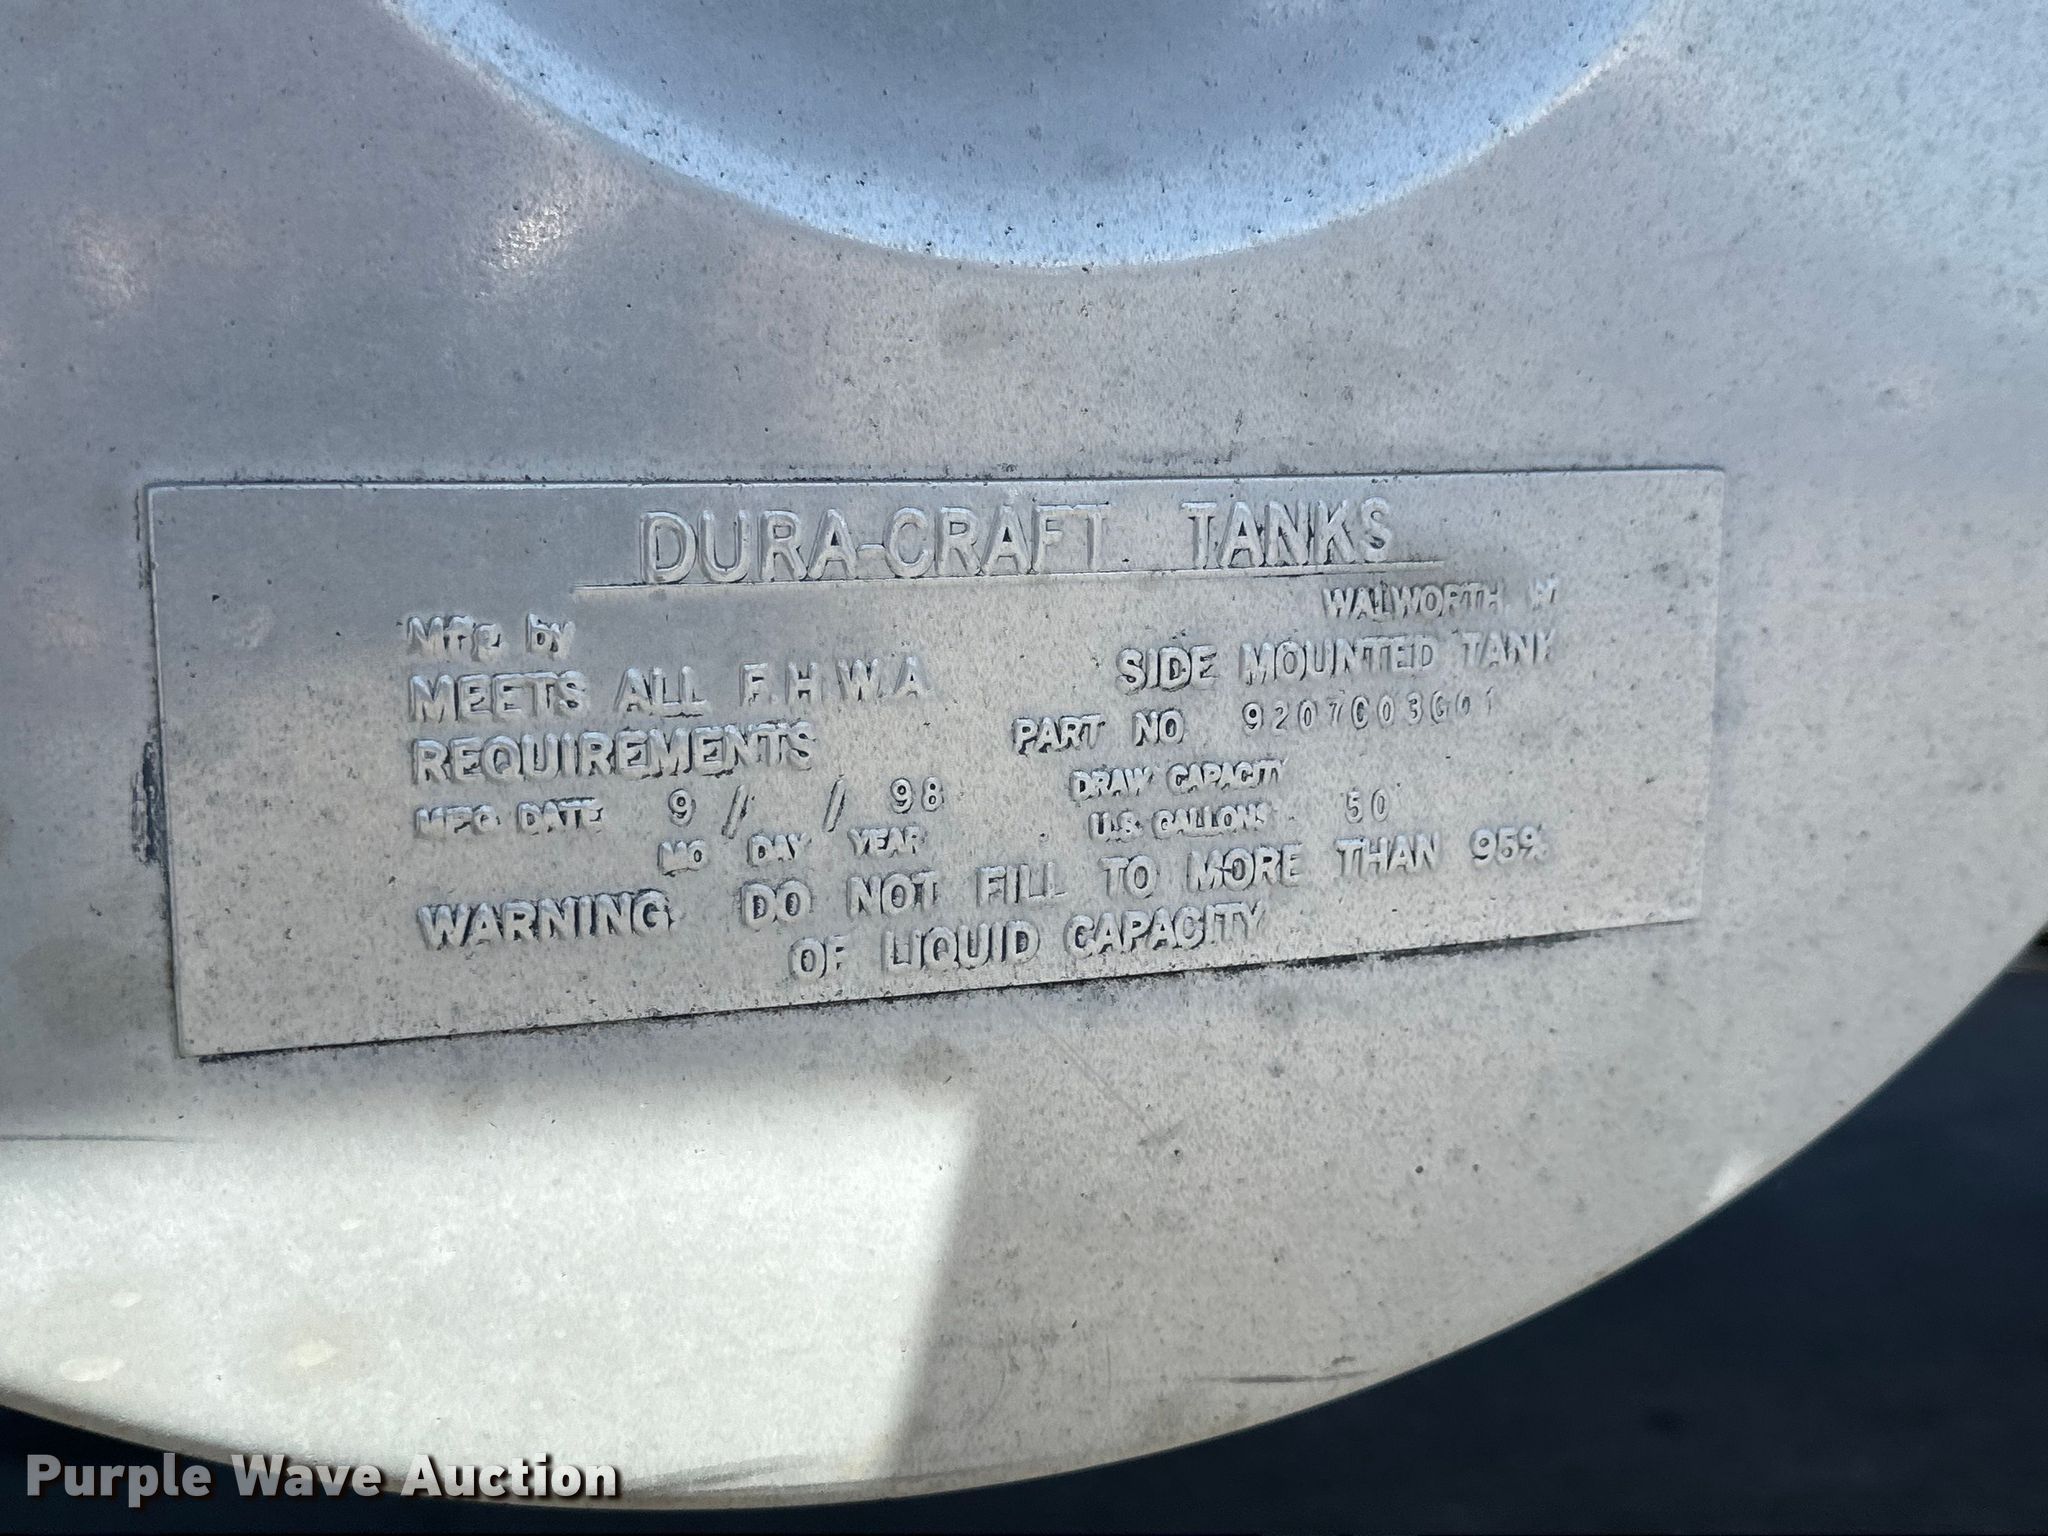 DURA-CRAFT TANKS
Mfg. by WALWORTH, WI
MEETS ALL F.H.W.A. SIDE MOUNTED TANK
REQUIREMENTS PART NO 9207C03G01
MFG. DATE 9 / / 98 DRAW CAPACITY
MO DAY YEAR U.S. GALLONS 50
WARNING: DO NOT FILL TO MORE THAN 95%
OF LIQUID CAPACITY
Purple Wave Auction